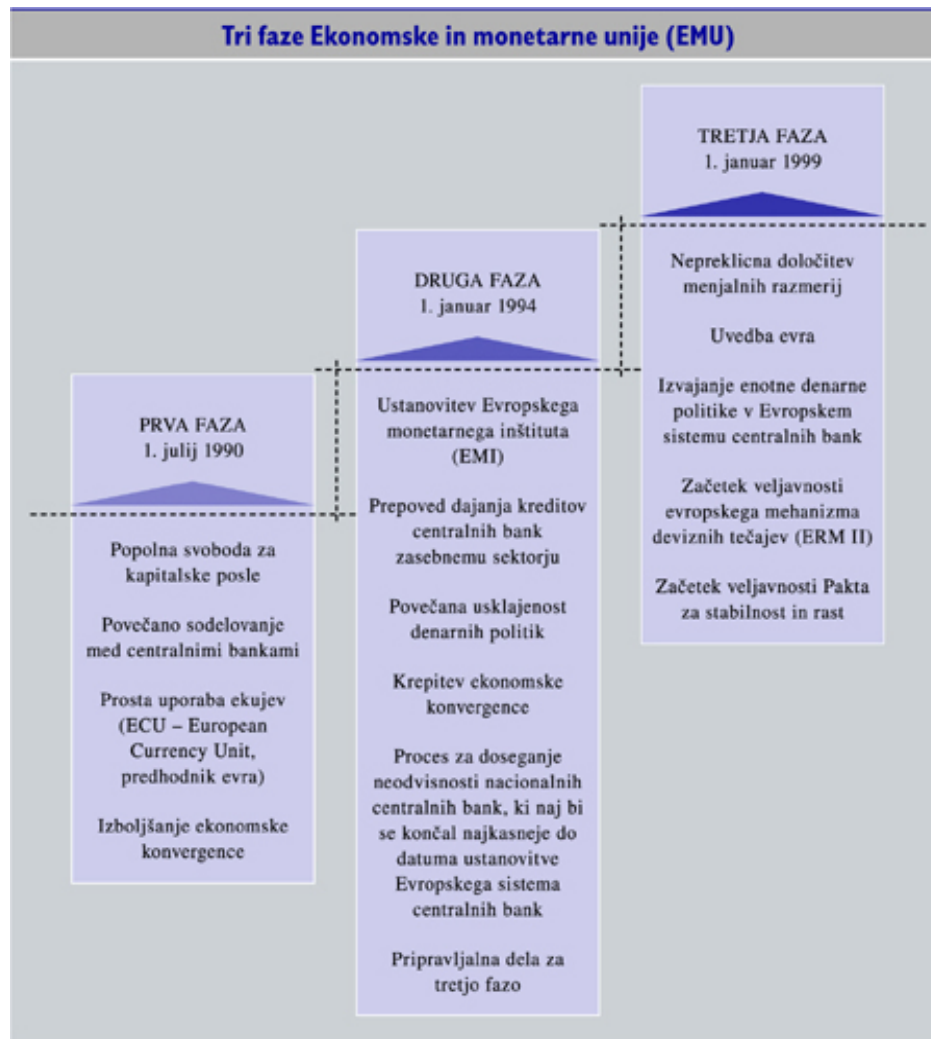 Tri faze Ekonomske in monetarne unije (EMU)
PRVA FAZA
1. julij 1990
Popolna svoboda za
kapitalske posle
Povečano sodelovanje
med centralnimi bankami
Prosta uporaba ekujev
(ECU – European
Currency Unit,
predhodnik evra)
Izboljšanje ekonomske
konvergence
DRUGA FAZA
1. januar 1994
Ustanovitev Evropskega
monetarnega inštituta
(EMI)
Prepoved dajanja kreditov
centralnih bank
zasebnemu sektorju
Povečana usklajenost
denarnih politik
Krepitev ekonomske
konvergence
Proces za doseganje
neodvisnosti nacionalnih
centralnih bank, ki naj bi
se končal najkasneje do
datuma ustanovitve
Evropskega sistema
centralnih bank
Pripravljalna dela za
tretjo fazo
TRETJA FAZA
1. januar 1999
Nepreklicna določitev
menjalnih razmerij
Uvedba evra
Izvajanje enotne denarne
politike v Evropskem
sistemu centralnih bank
Začetek veljavnosti
evropskega mehanizma
deviznih tečajev (ERM II)
Začetek veljavnosti Pakta
za stabilnost in rast